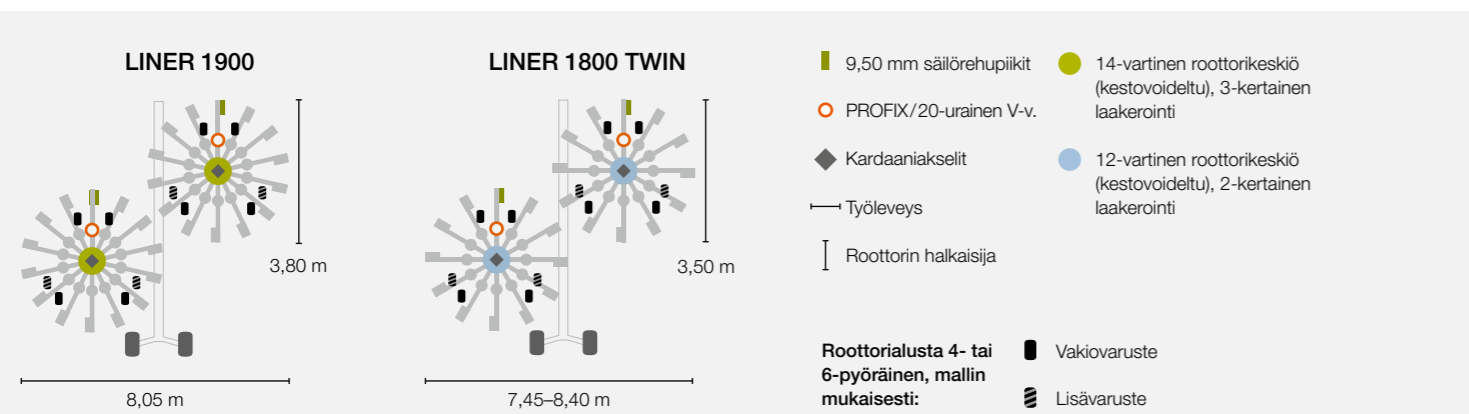 LINER 1900
3,80 m
8,05 m
LINER 1800 TWIN
3,50 m
7,45–8,40 m
9,50 mm säilörehupiikit
PROFIX/20-urainen V-v.
Kardaaniakselit
Työleveys
Roottorin halkaisija
14-vartinen roottorikeskiö
(kestovoideltu), 3-kertainen
laakerointi
12-vartinen roottorikeskiö
(kestovoideltu), 2-kertainen
laakerointi
Roottorialusta 4- tai
6-pyöräinen, mallin
mukaisesti:
Vakiovaruste
Lisävaruste